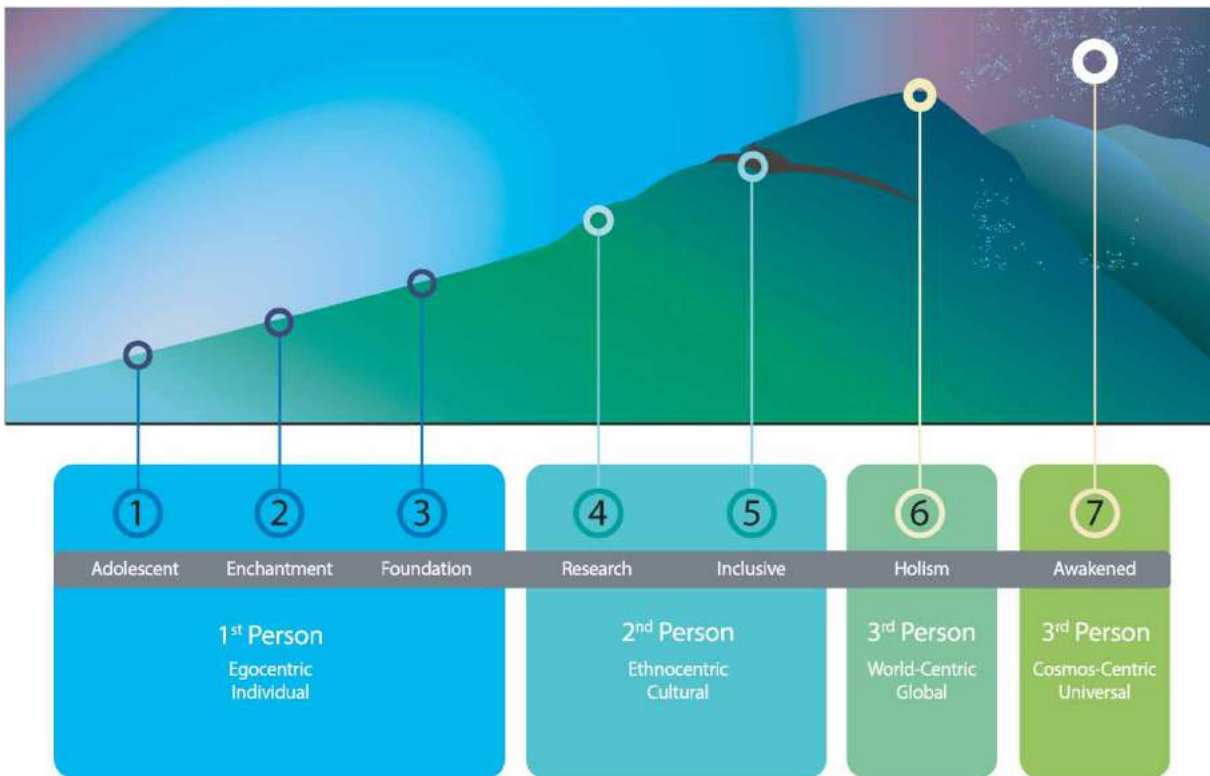 1
2
3
4
5
6
7
Adolescent
Enchantment
Foundation
Research
Inclusive
Holism
Awakened
1st Person
Egocentric
Individual
2nd Person
Ethnocentric
Cultural
3rd Person
World-Centric
Global
3rd Person
Cosmos-Centric
Universal